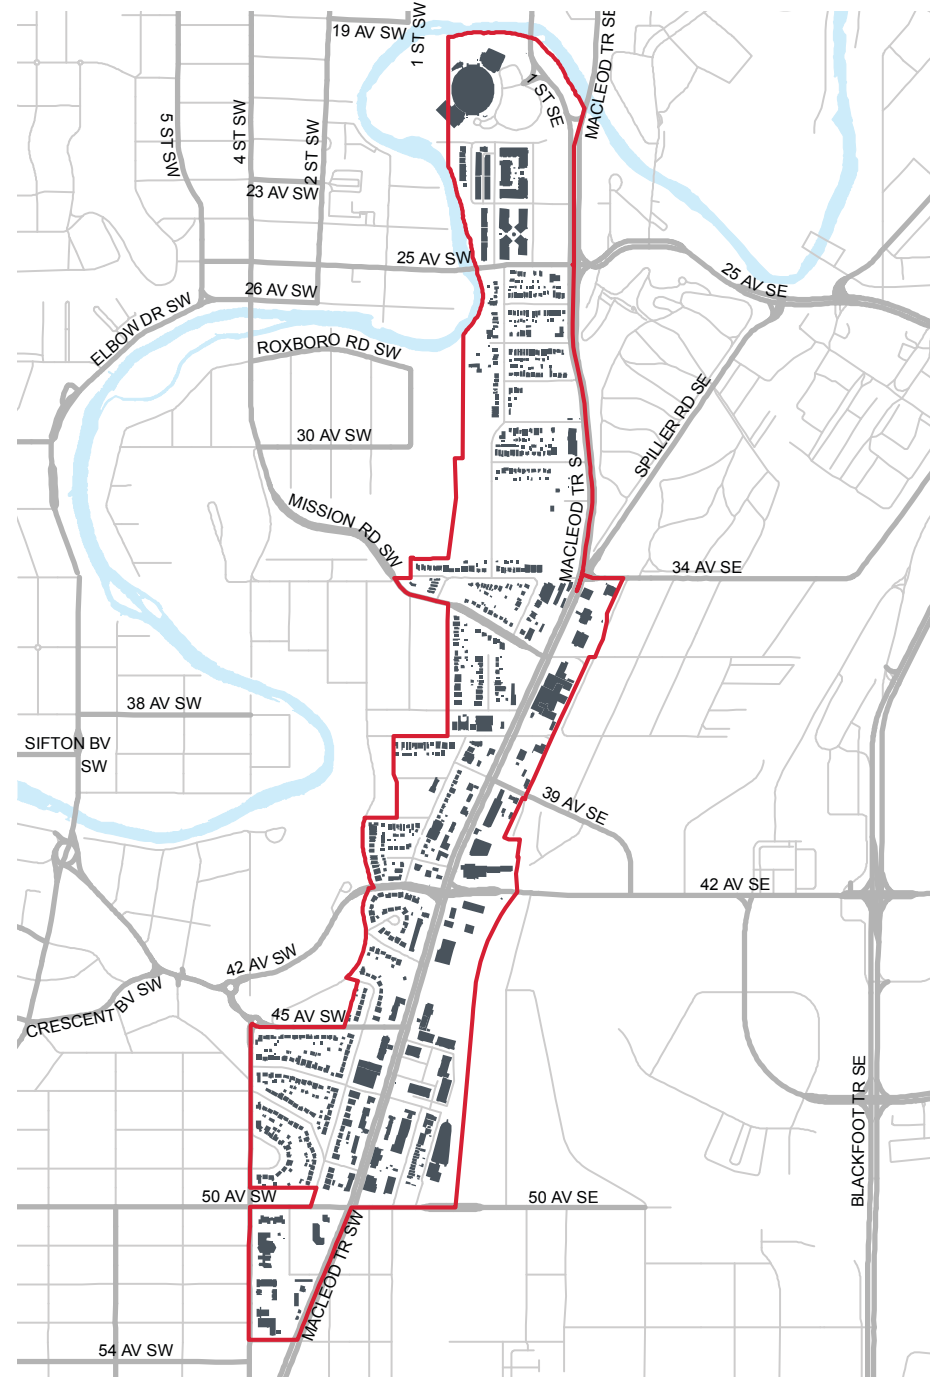 19 AV SW
1 ST SW
MACLEOD TR SE
1 ST SE
5 ST SW
4 ST SW
2 ST SW
23 AV SW
25 AV SW
25 AV SE
26 AV SW
ELBOW DR SW
ROXBORO RD SW
SPILLER RD SE
30 AV SW
MACLEOD TR S
MISSION RD SW
34 AV SE
38 AV SW
SIFTON BV
SW
39 AV SE
42 AV SE
42 AV SW
CRESCENT BV SW
45 AV SW
BLACKFOOT TR SE
50 AV SW
50 AV SE
MACLEOD TR SW
54 AV SW